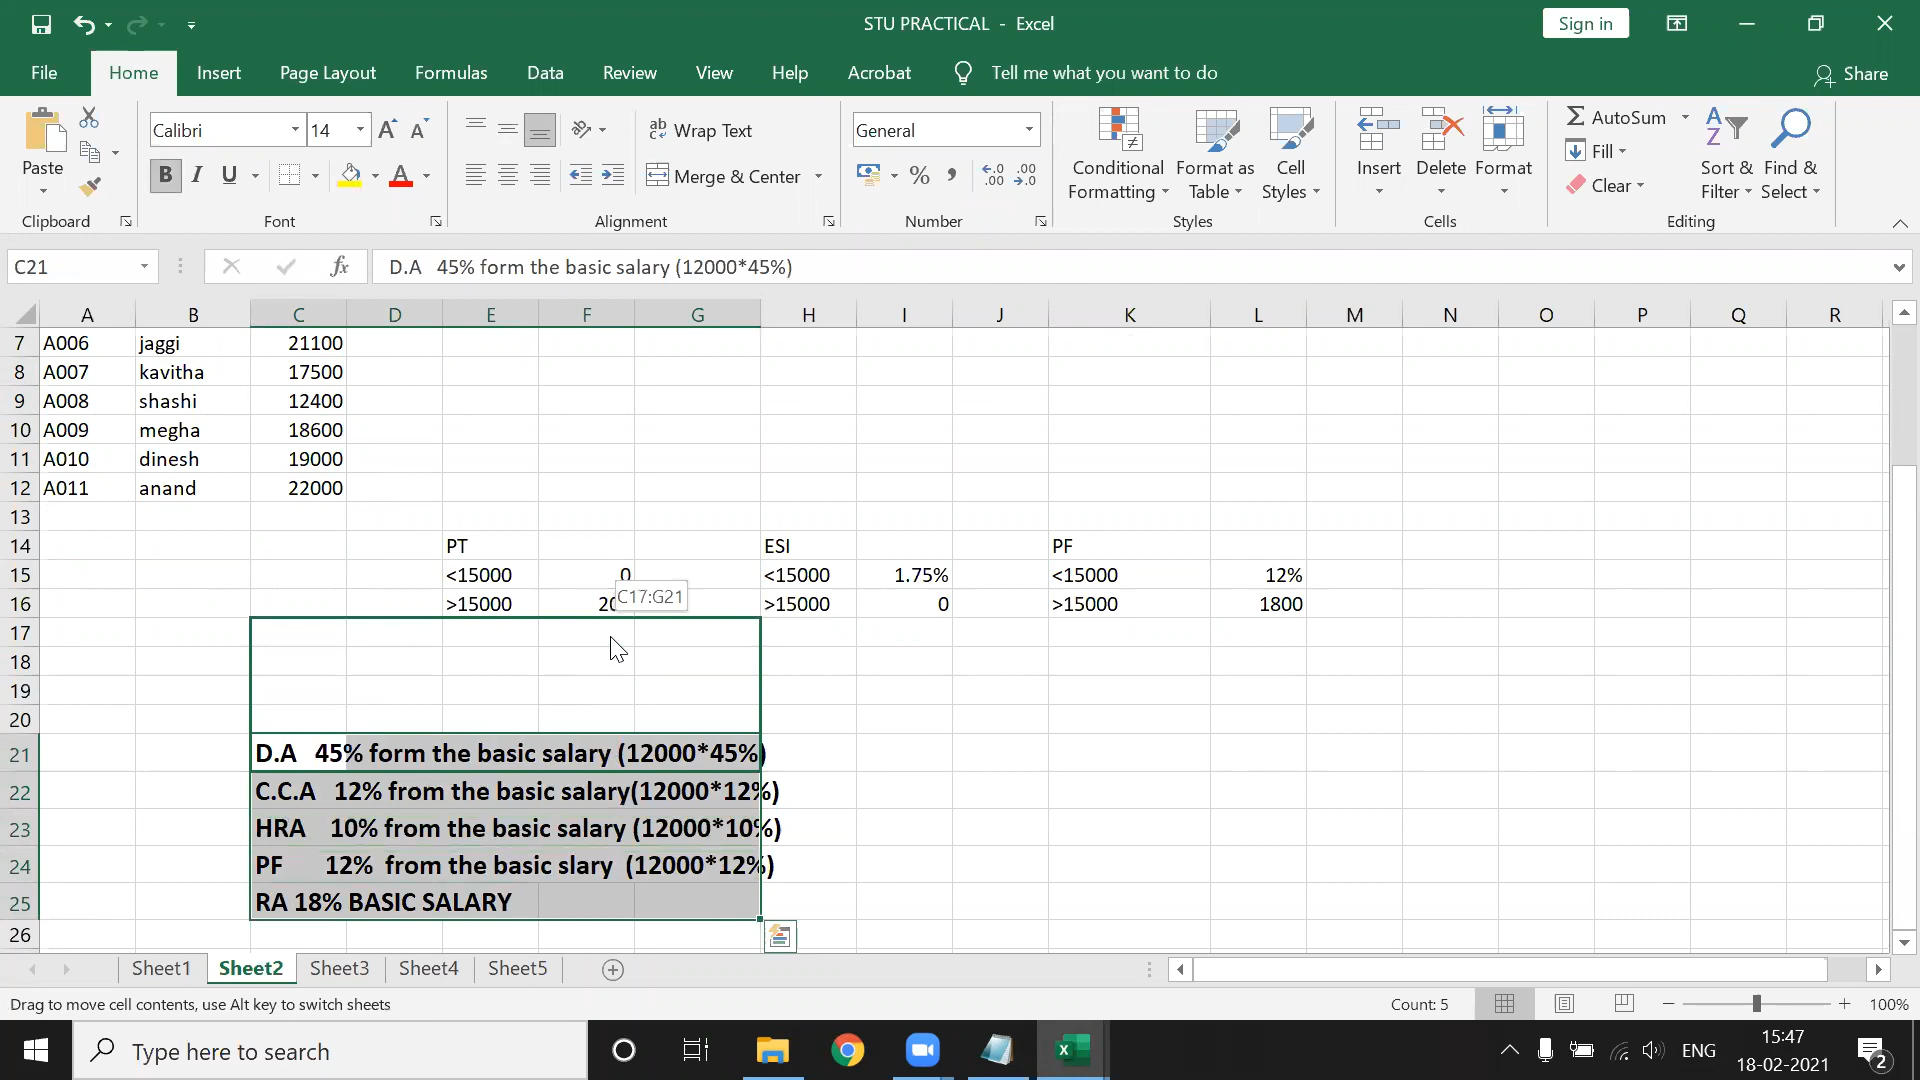 STU PRACTICAL - Excel
Sign in
File Home Insert Page Layout Formulas Data Review View Help Acrobat Tell me what you want to do Share
Calibri 14 Wrap Text General AutoSum
Paste Merge & Center Conditional Formatting Format as Table Cell Styles Insert Delete Format Fill Clear Sort & Filter Find & Select
Clipboard Font Alignment Number Styles Cells Editing
C21 fx D.A 45% form the basic salary (12000*45%)
A B C D E F G H I J K L M N O P Q R
7 A006 jaggi 21100
8 A007 kavitha 17500
9 A008 shashi 12400
10 A009 megha 18600
11 A010 dinesh 19000
12 A011 anand 22000
13
14 PT ESI PF
15 <15000 0 <15000 1.75% <15000 12%
16 >15000 >15000 0 >15000 1800
C17:G21
17
18
19
20
21 D.A 45% form the basic salary (12000*45%)
22 C.C.A 12% from the basic salary(12000*12%)
23 HRA 10% from the basic salary (12000*10%)
24 PF 12% from the basic slary (12000*12%)
25 RA 18% BASIC SALARY
26
Sheet1 Sheet2 Sheet3 Sheet4 Sheet5
Drag to move cell contents, use Alt key to switch sheets Count: 5 100%
Type here to search ENG 15:47
18-02-2021 2